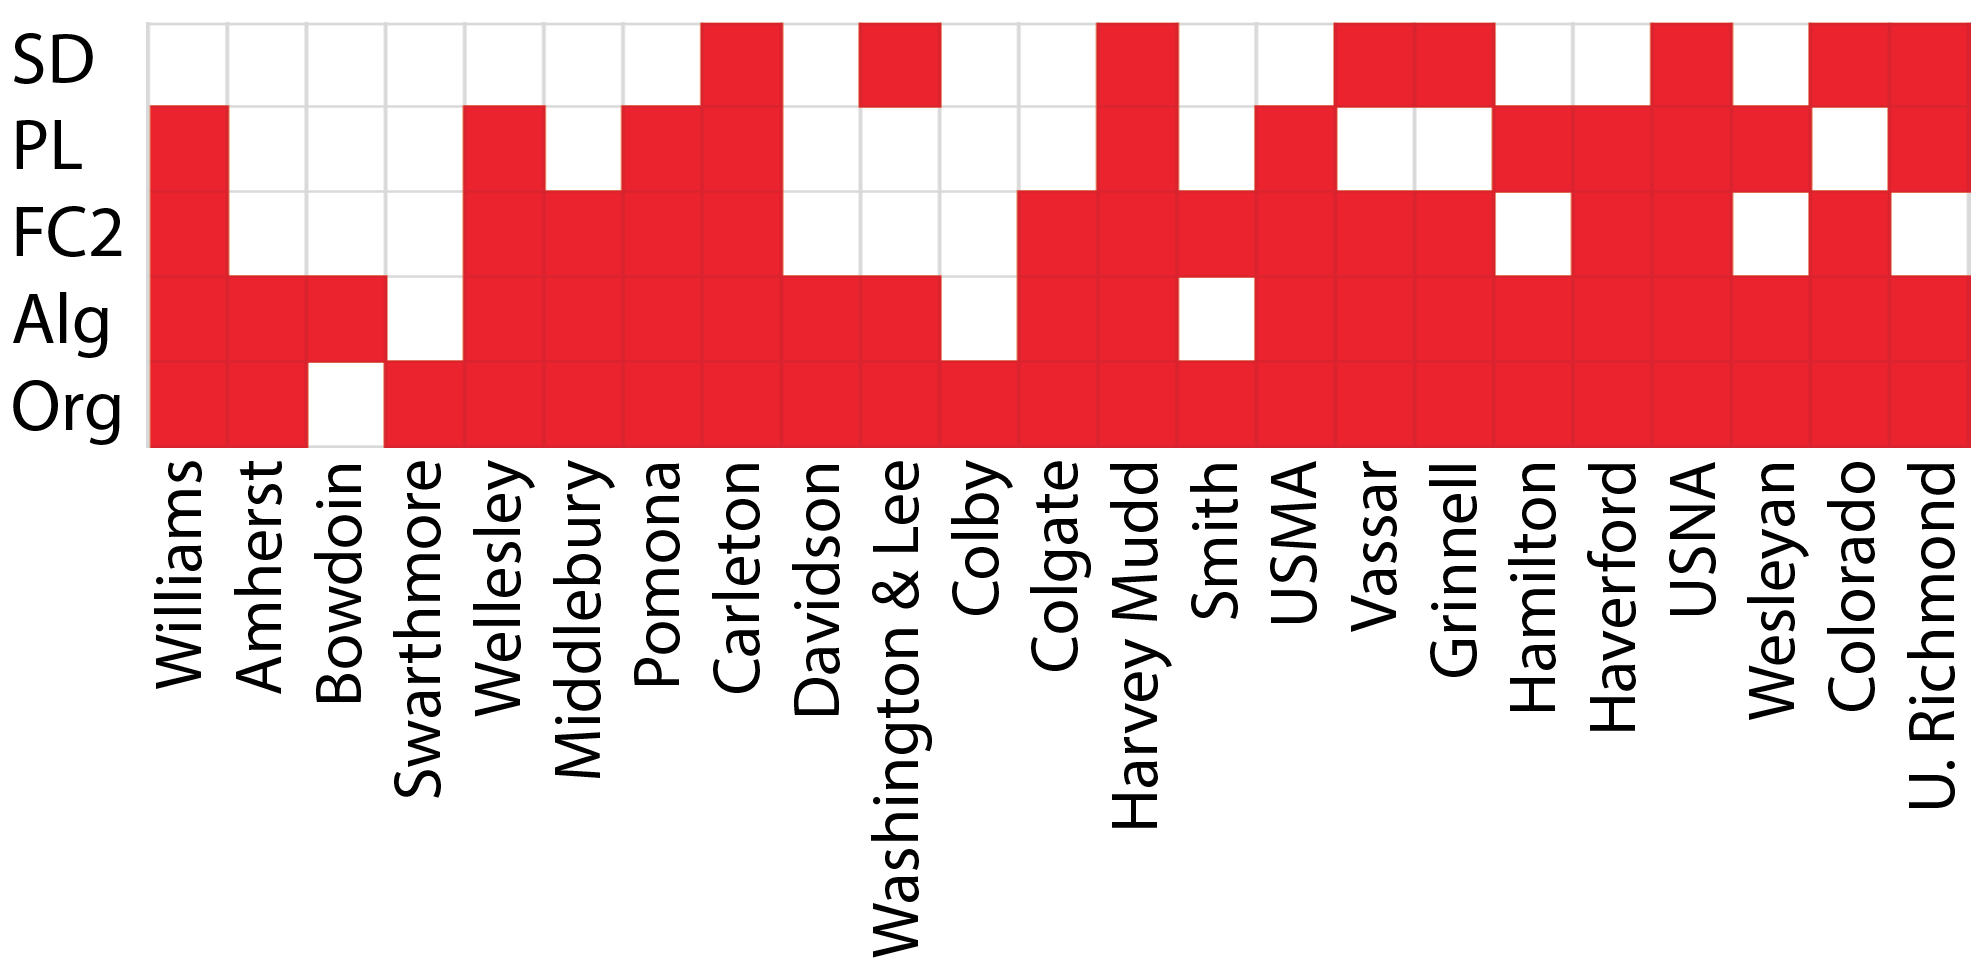 SD
PL
FC2
Alg
Org
Williams
Amherst
Bowdoin
Swarthmore
Wellesley
Middlebury
Pomona
Carleton
Davidson
Washington & Lee
Colby
Colgate
Harvey Mudd
Smith
USMA
Vassar
Grinnell
Hamilton
Haverford
USNA
Wesleyan
Colorado
U. Richmond